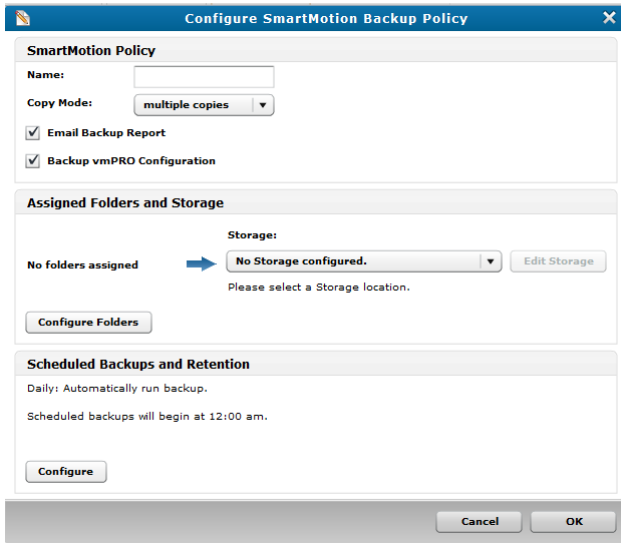 Configure SmartMotion Backup Policy
SmartMotion Policy
Name:
Copy Mode: multiple copies
Email Backup Report
Backup vmPRO Configuration
Assigned Folders and Storage
Storage:
No folders assigned No Storage configured. Edit Storage
Please select a Storage location.
Configure Folders
Scheduled Backups and Retention
Daily: Automatically run backup.
Scheduled backups will begin at 12:00 am.
Configure
Cancel OK